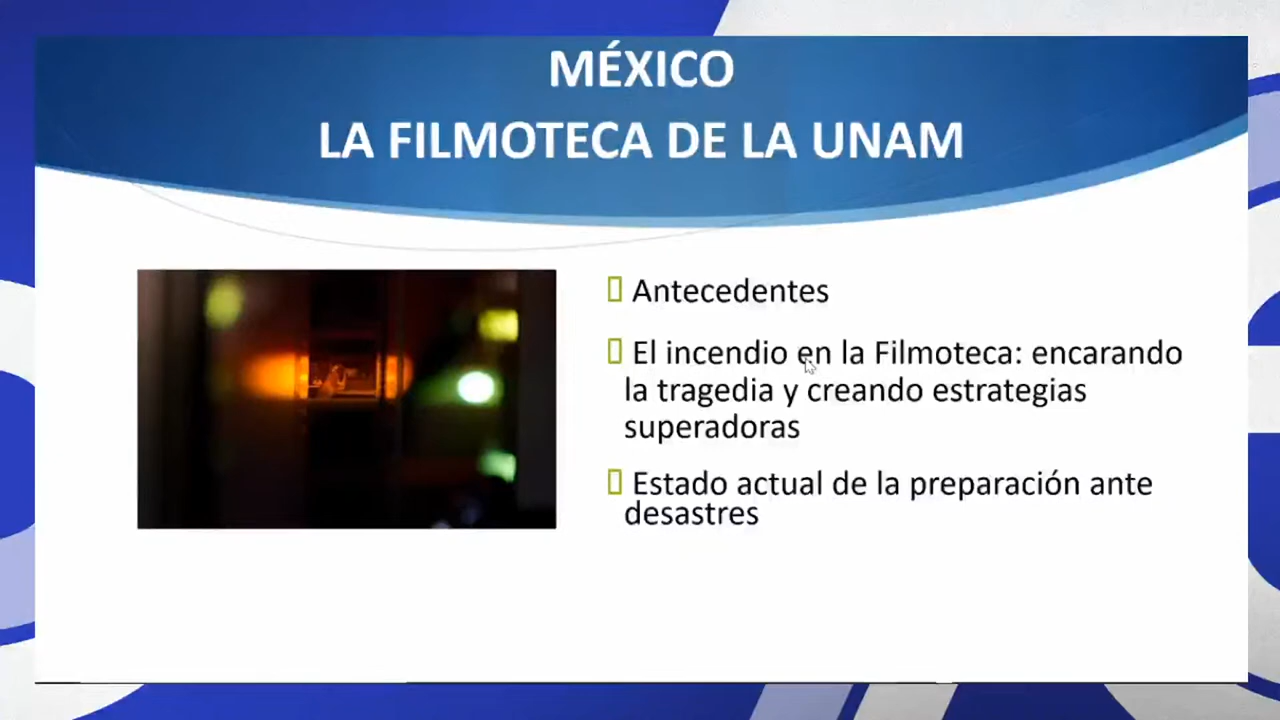 MÉXICO
LA FILMOTECA DE LA UNAM
Antecedentes
El incendio en la Filmoteca: encarando
la tragedia y creando estrategias
superadoras
Estado actual de la preparación ante
desastres